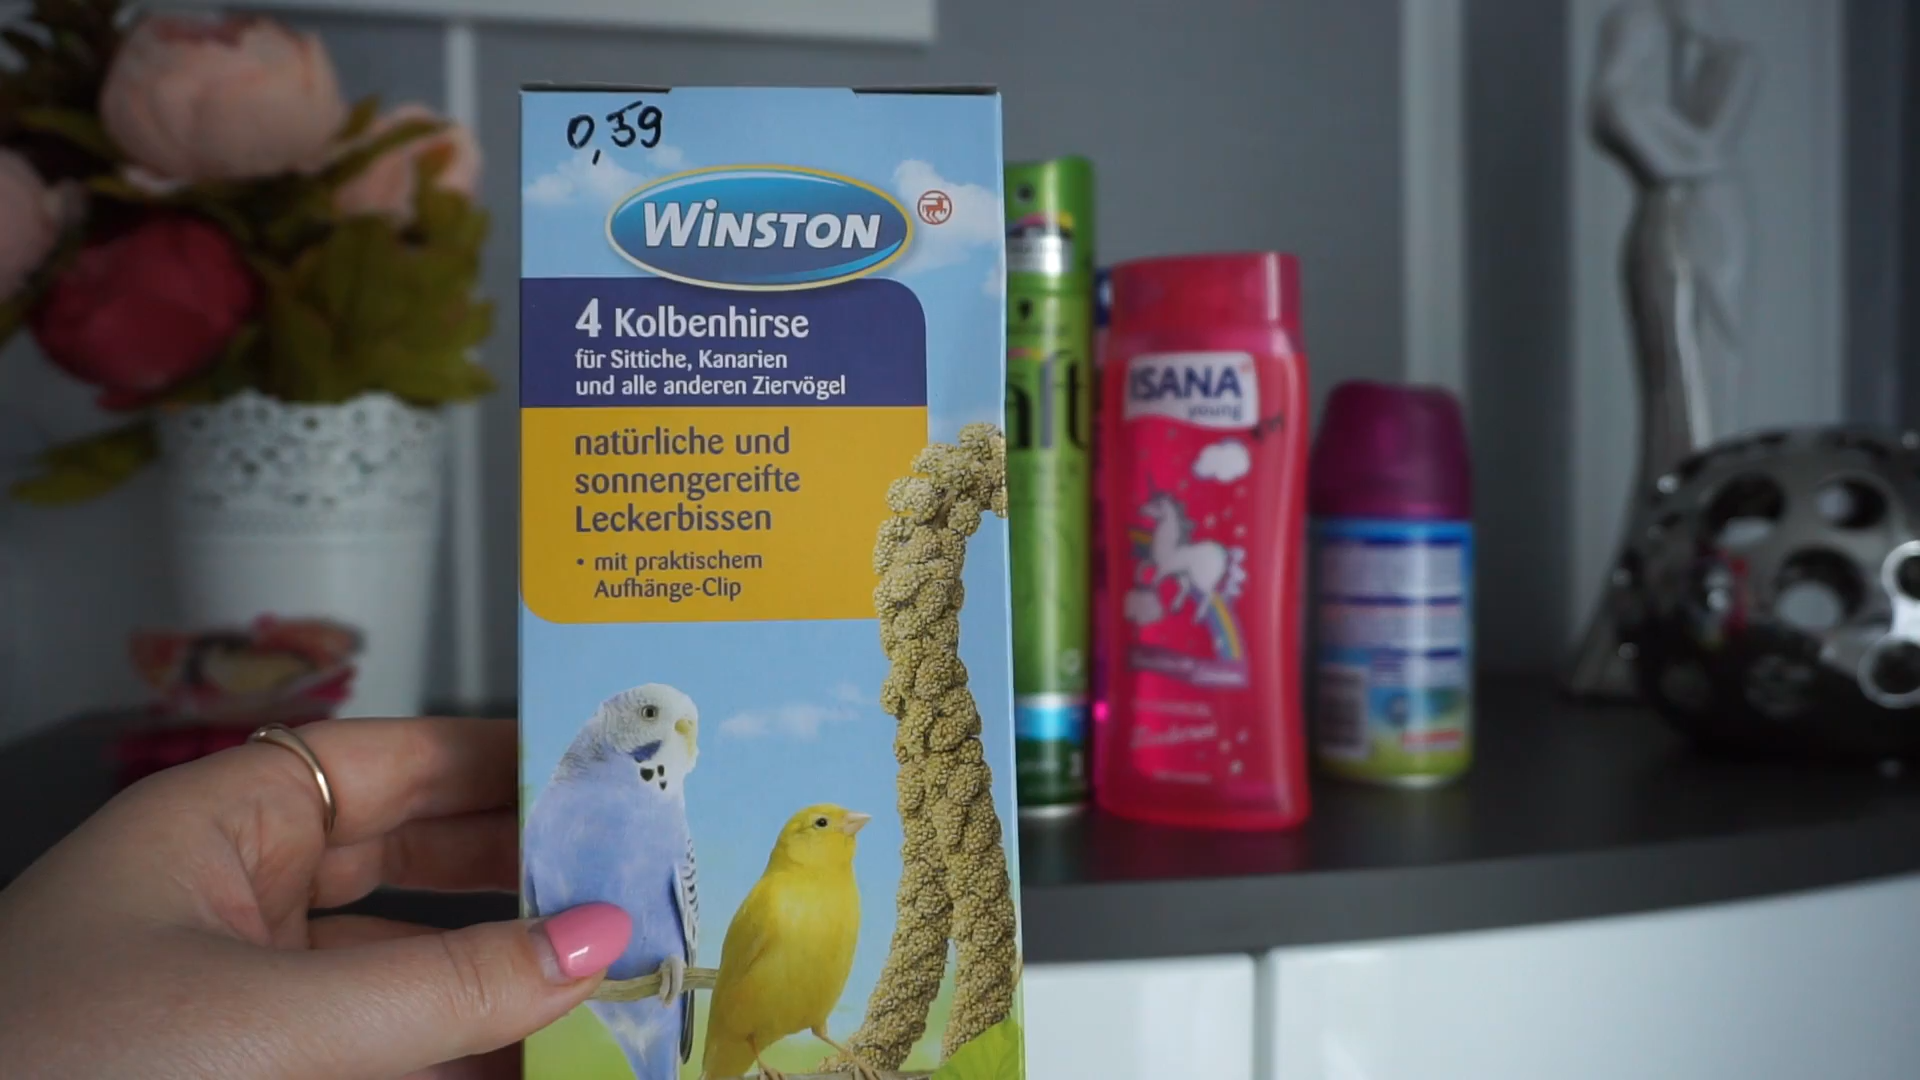 0,59
WiNSTON
4 Kolbenhirse
für Sittiche, Kanarien
und alle anderen Ziervögel
natürliche und
sonnengereifte
Leckerbissen
• mit praktischem
Aufhänge-Clip
aft
ISANA
young